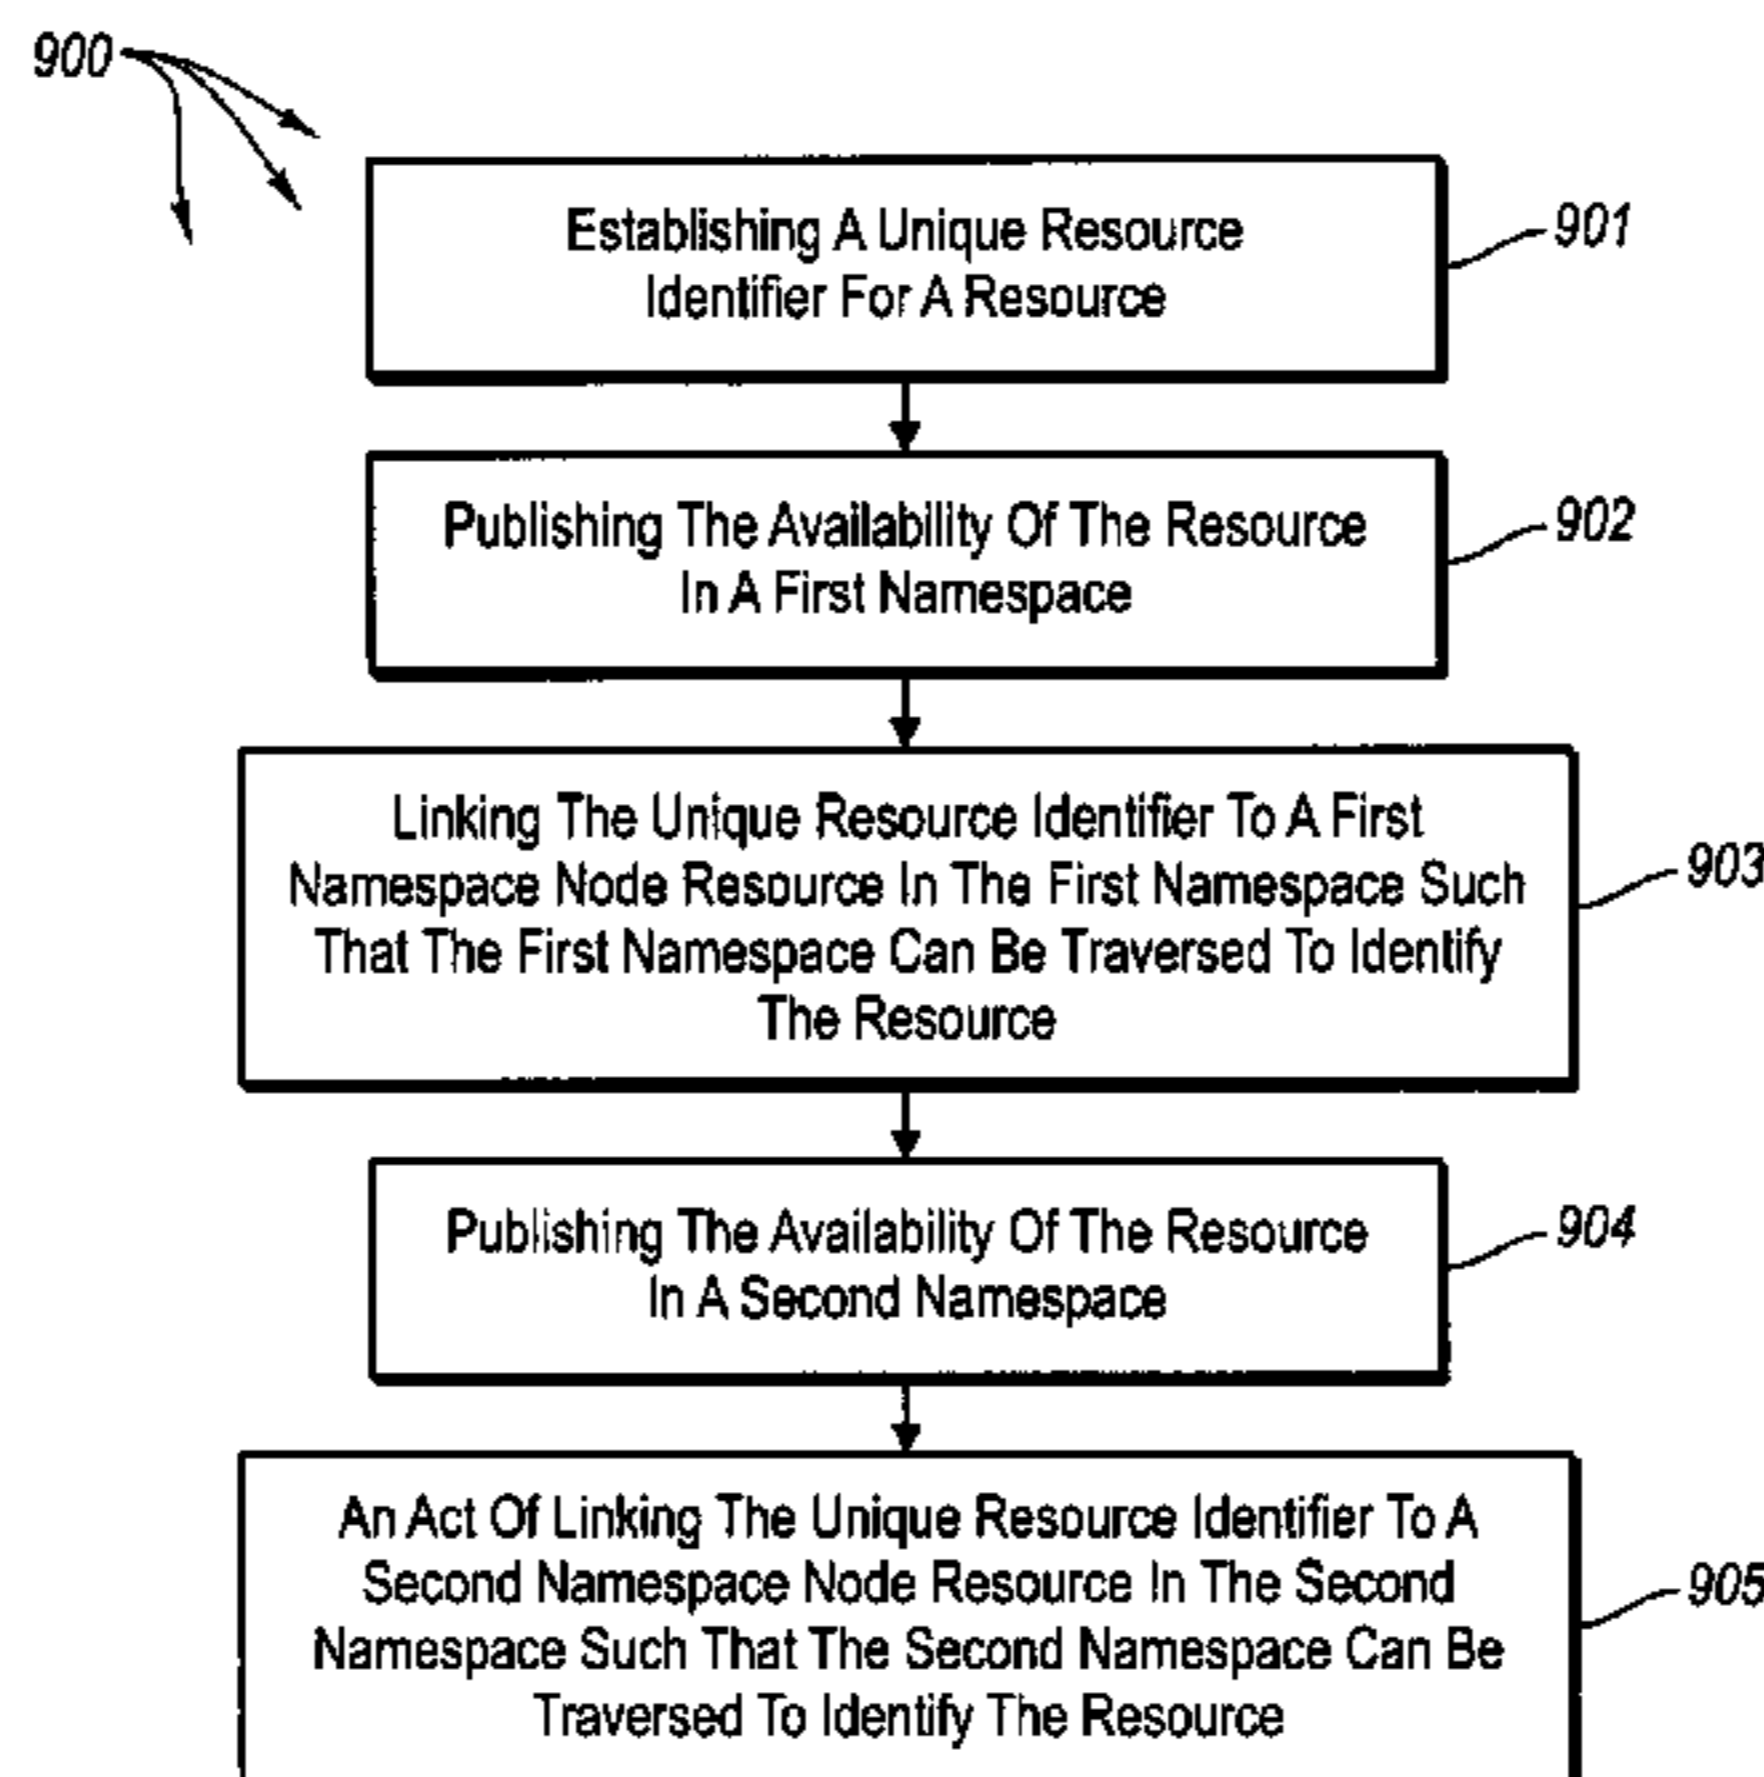 900
Establishing A Unique Resource
Identifier For A Resource
901
Publishing The Availability Of The Resource
In A First Namespace
902
Linking The Unique Resource Identifier To A First
Namespace Node Resource In The First Namespace Such
That The First Namespace Can Be Traversed To Identify
The Resource
903
Publishing The Availability Of The Resource
In A Second Namespace
904
An Act Of Linking The Unique Resource Identifier To A
Second Namespace Node Resource In The Second
Namespace Such That The Second Namespace Can Be
Traversed To Identify The Resource
905